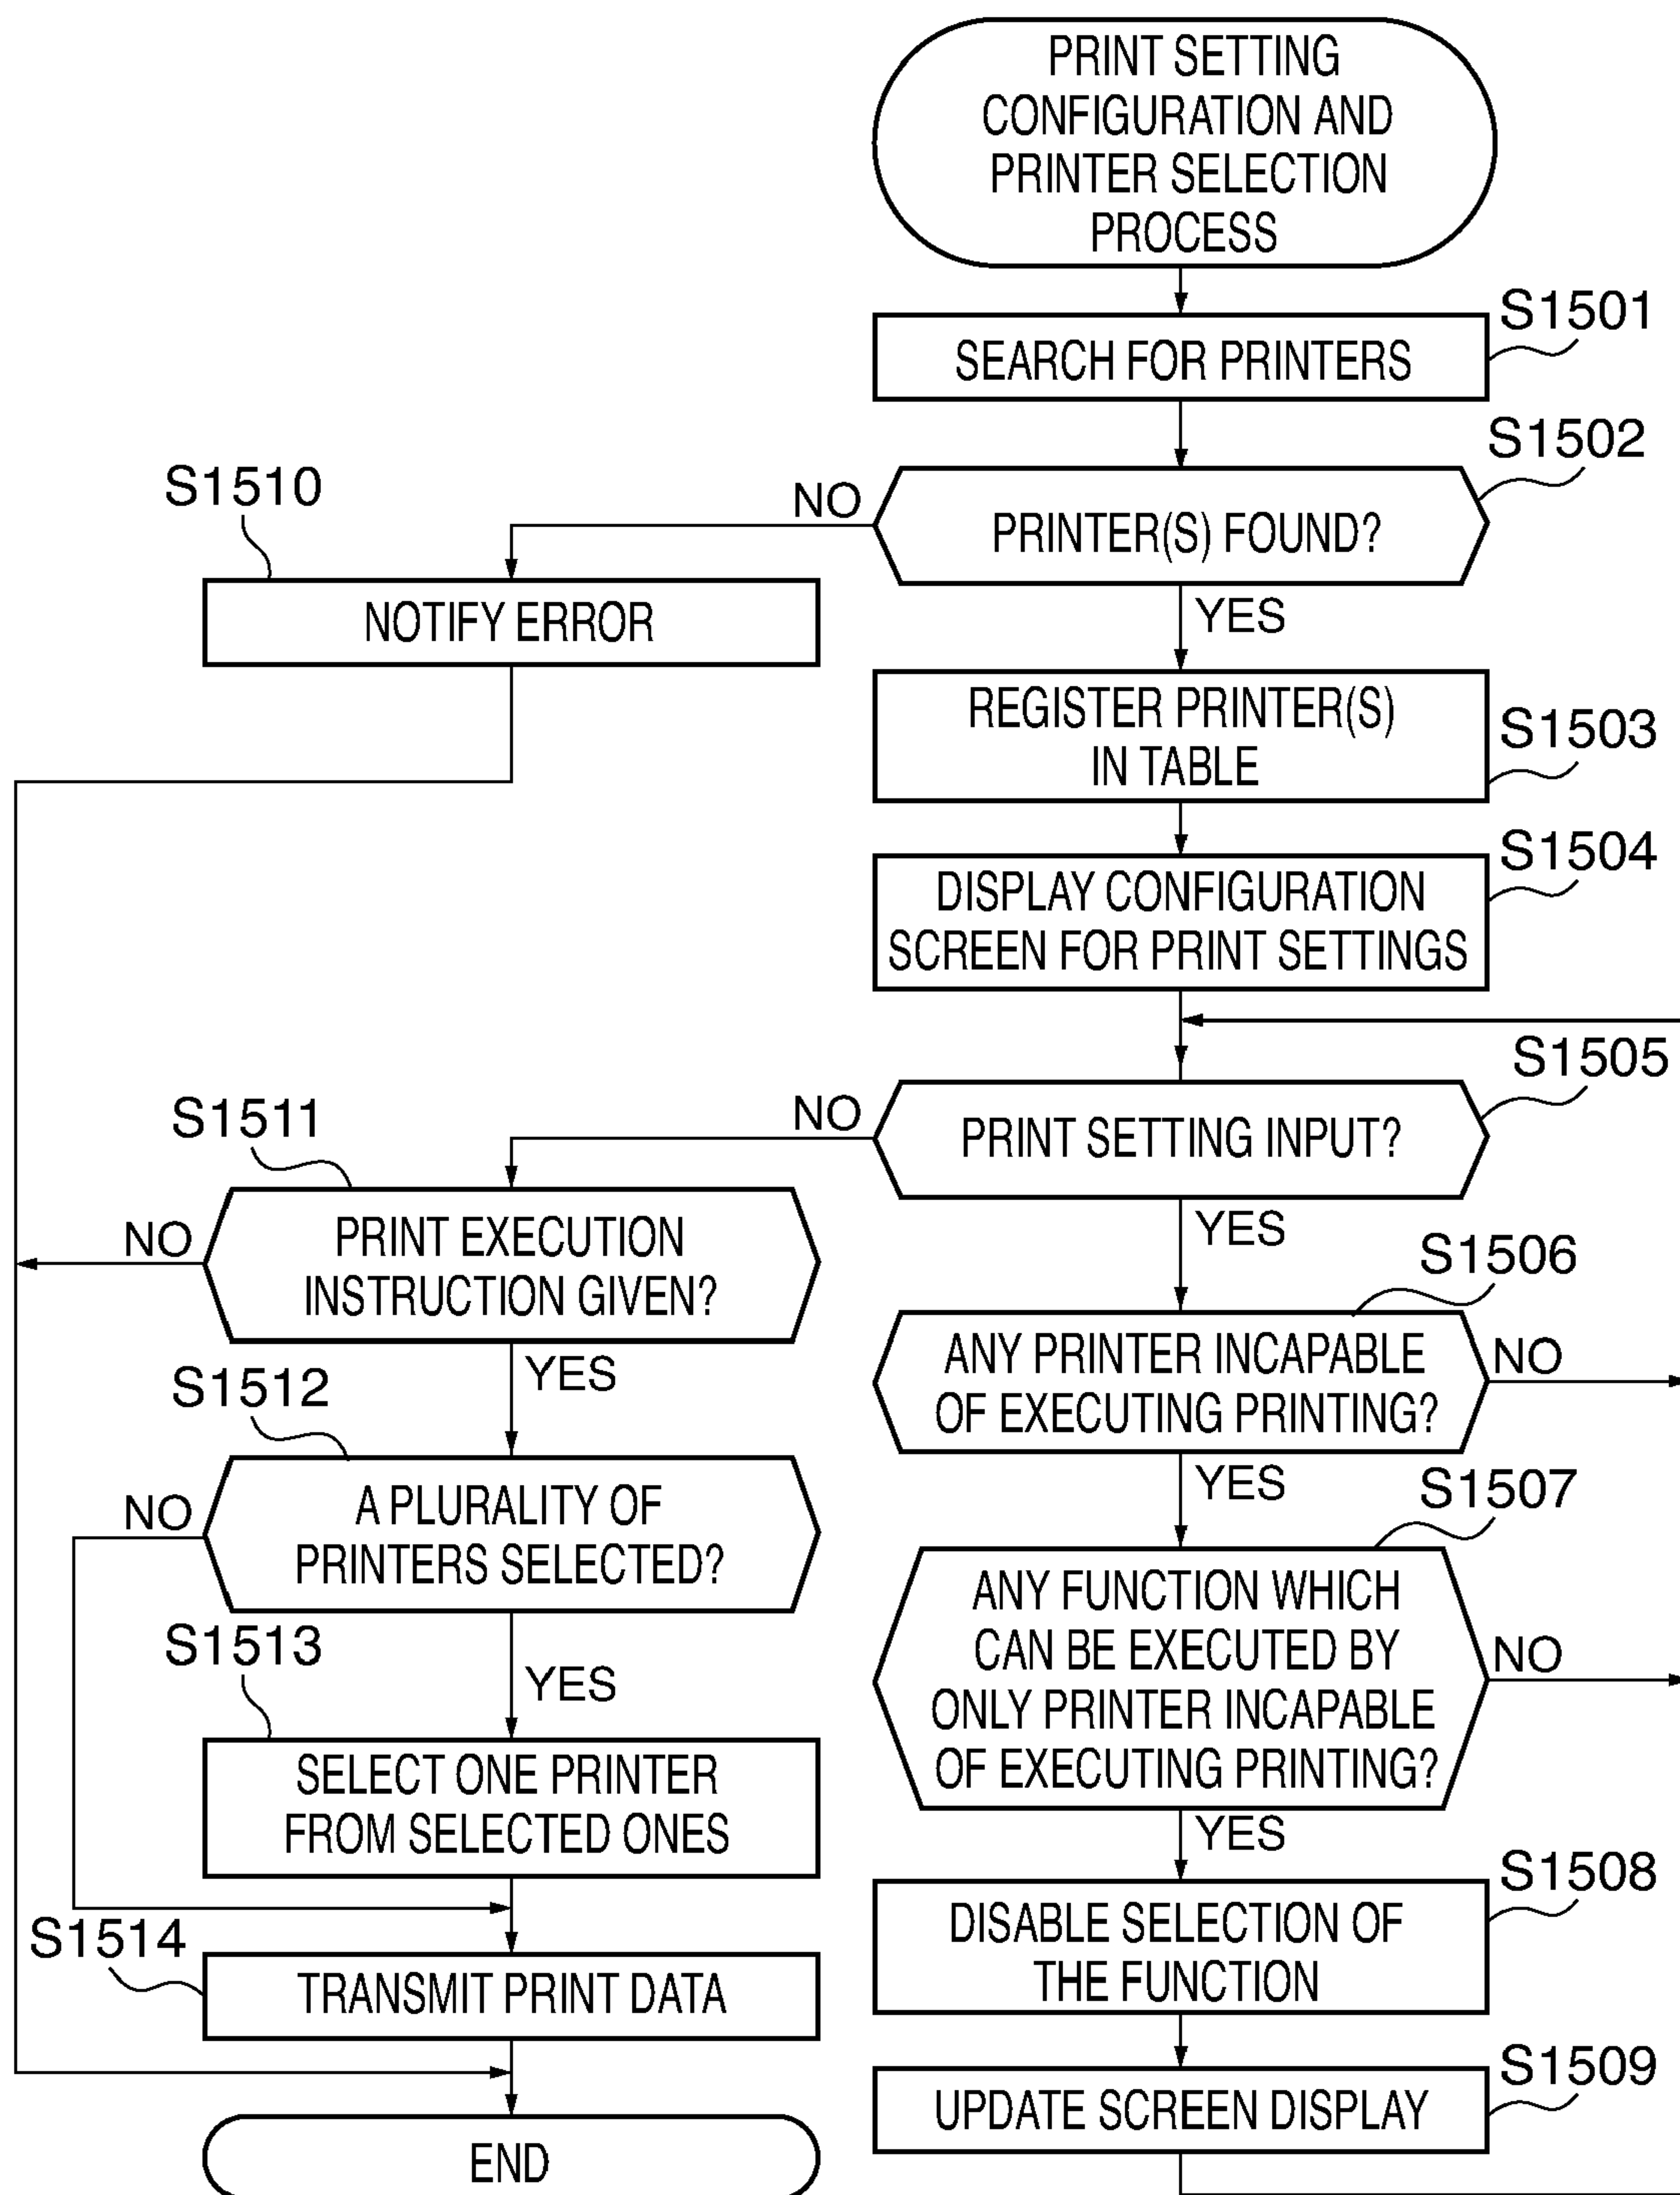 PRINT SETTING
CONFIGURATION AND
PRINTER SELECTION
PROCESS
S1501
SEARCH FOR PRINTERS
S1502
PRINTER(S) FOUND?
NO
YES
S1510
NOTIFY ERROR
REGISTER PRINTER(S)
IN TABLE
S1503
S1504
DISPLAY CONFIGURATION
SCREEN FOR PRINT SETTINGS
S1505
PRINT SETTING INPUT?
NO
YES
S1511
PRINT EXECUTION
INSTRUCTION GIVEN?
NO
YES
S1506
ANY PRINTER INCAPABLE
OF EXECUTING PRINTING?
NO
YES
S1512
A PLURALITY OF
PRINTERS SELECTED?
NO
YES
S1507
ANY FUNCTION WHICH
CAN BE EXECUTED BY
ONLY PRINTER INCAPABLE
OF EXECUTING PRINTING?
NO
YES
S1513
SELECT ONE PRINTER
FROM SELECTED ONES
S1508
DISABLE SELECTION OF
THE FUNCTION
S1514
TRANSMIT PRINT DATA
S1509
UPDATE SCREEN DISPLAY
END